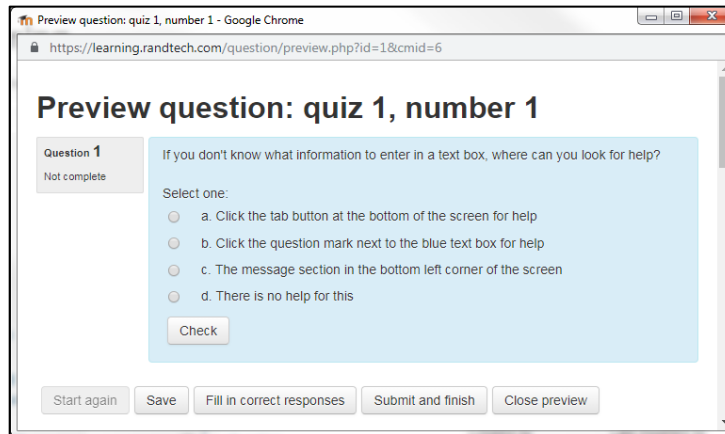 Preview question: quiz 1, number 1 - Google Chrome
https://learning.randtech.com/question/preview.php?id=1&cmid=6
Preview question: quiz 1, number 1
Question 1
Not complete
If you don't know what information to enter in a text box, where can you look for help?
Select one:
a. Click the tab button at the bottom of the screen for help
b. Click the question mark next to the blue text box for help
c. The message section in the bottom left corner of the screen
d. There is no help for this
Check
Start again Save Fill in correct responses Submit and finish Close preview